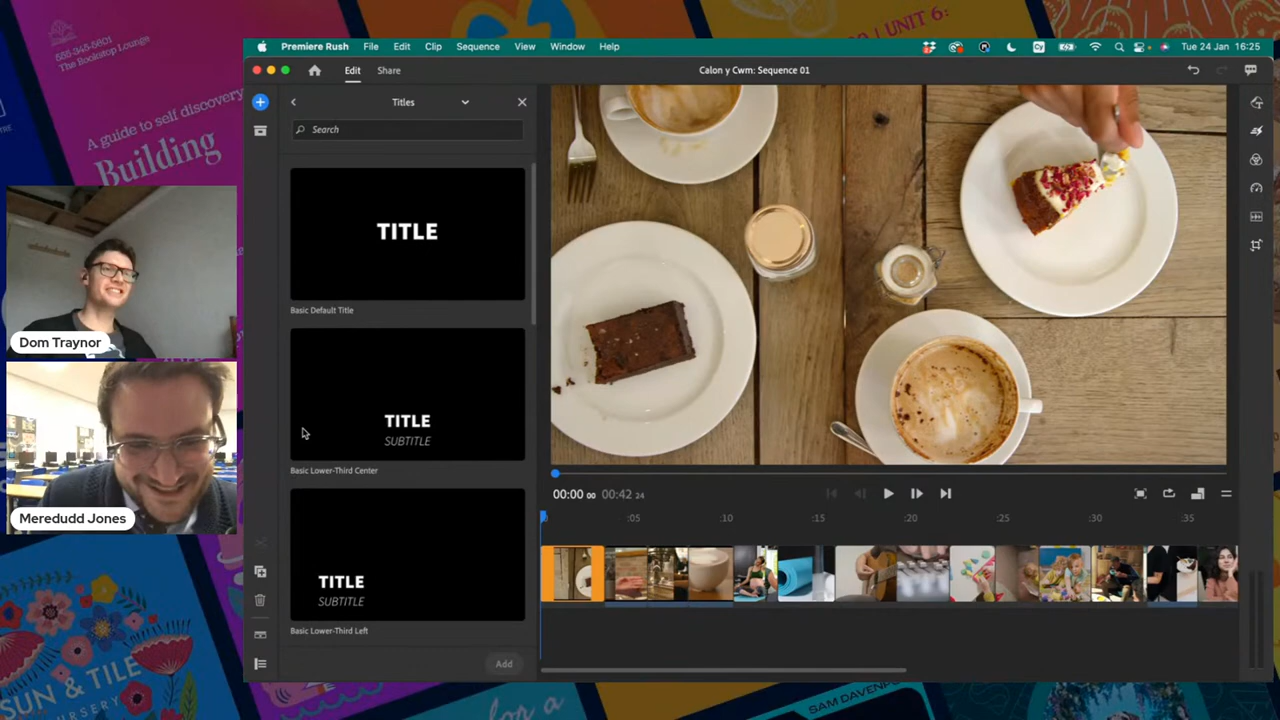 555-345-5601
The Bookstop Lounge
A guide to self discovery
Building
UNIT 6:
Premiere Rush File Edit Clip Sequence View Window Help
Cy
Tue 24 Jan 16:25
Edit Share
Calon y Cwm: Sequence 01
Titles
Search
TITLE
Basic Default Title
TITLE
SUBTITLE
Basic Lower-Third Center
TITLE
SUBTITLE
Basic Lower-Third Left
Add
00:00 00 00:42 24
:05 :10 :15 :20 :25 :30 :35
Dom Traynor
Meredudd Jones
SUN & TILE
for a